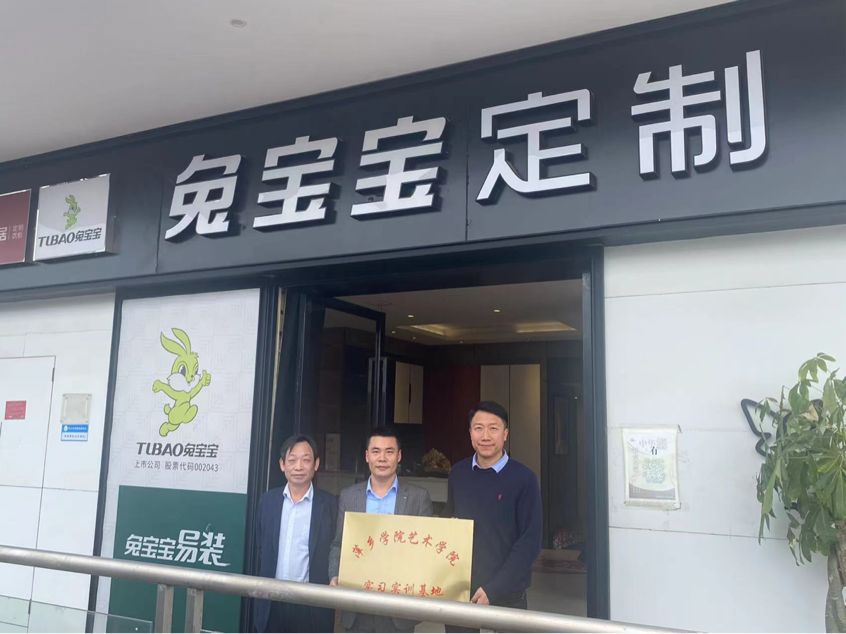 兔宝宝定制
TUBAO兔宝宝
TUBAO兔宝宝
上市公司 股票代码002043
兔宝宝易装
萍乡学院艺术学院
实习实训基地